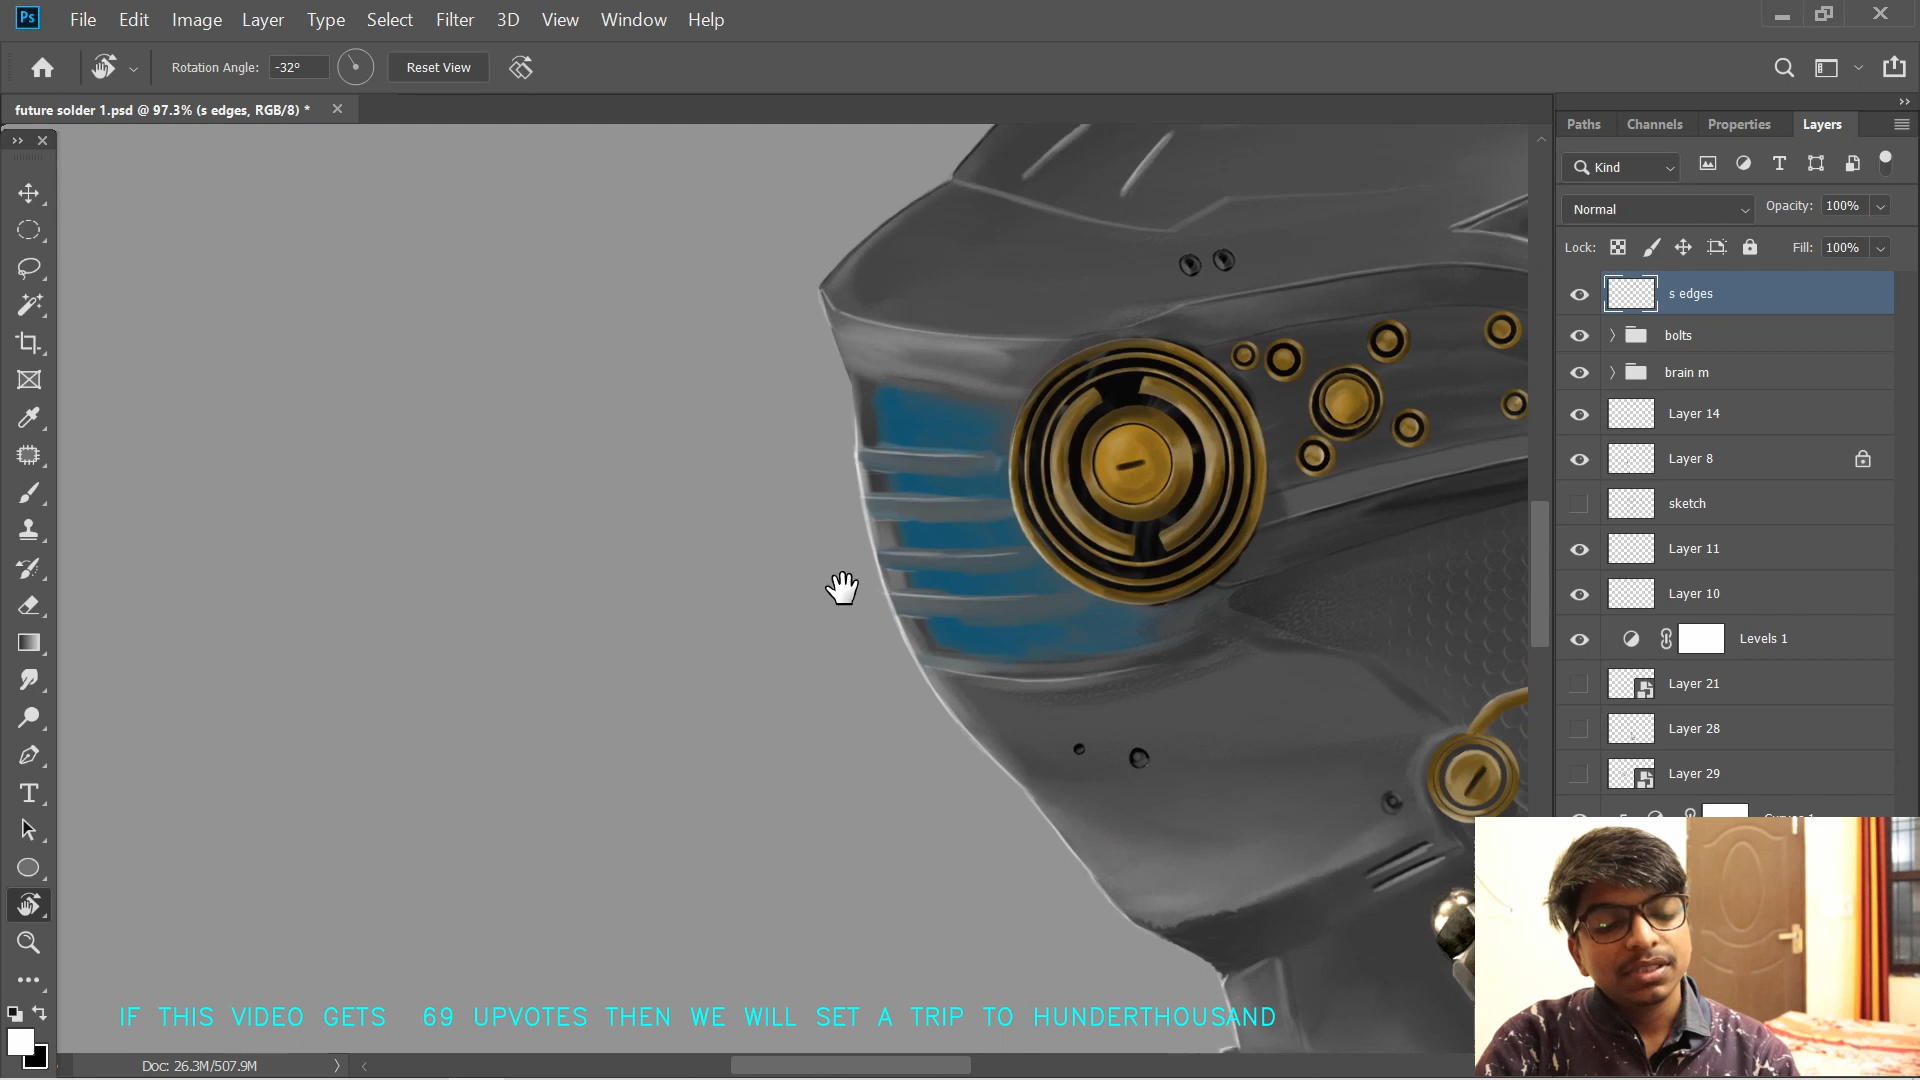 Ps File Edit Image Layer Type Select Filter 3D View Window Help
Rotation Angle: -32° Reset View
future solder 1.psd @ 97.3% (s edges, RGB/8) *
Paths Channels Properties Layers
Kind
Normal Opacity: 100%
Lock: Fill: 100%
s edges
bolts
brain m
Layer 14
Layer 8
sketch
Layer 11
Layer 10
Levels 1
Layer 21
Layer 28
Layer 29
IF THIS VIDEO GETS 69 UPVOTES THEN WE WILL SET A TRIP TO HUNDERTHOUSAND
Doc: 26.3M/507.9M